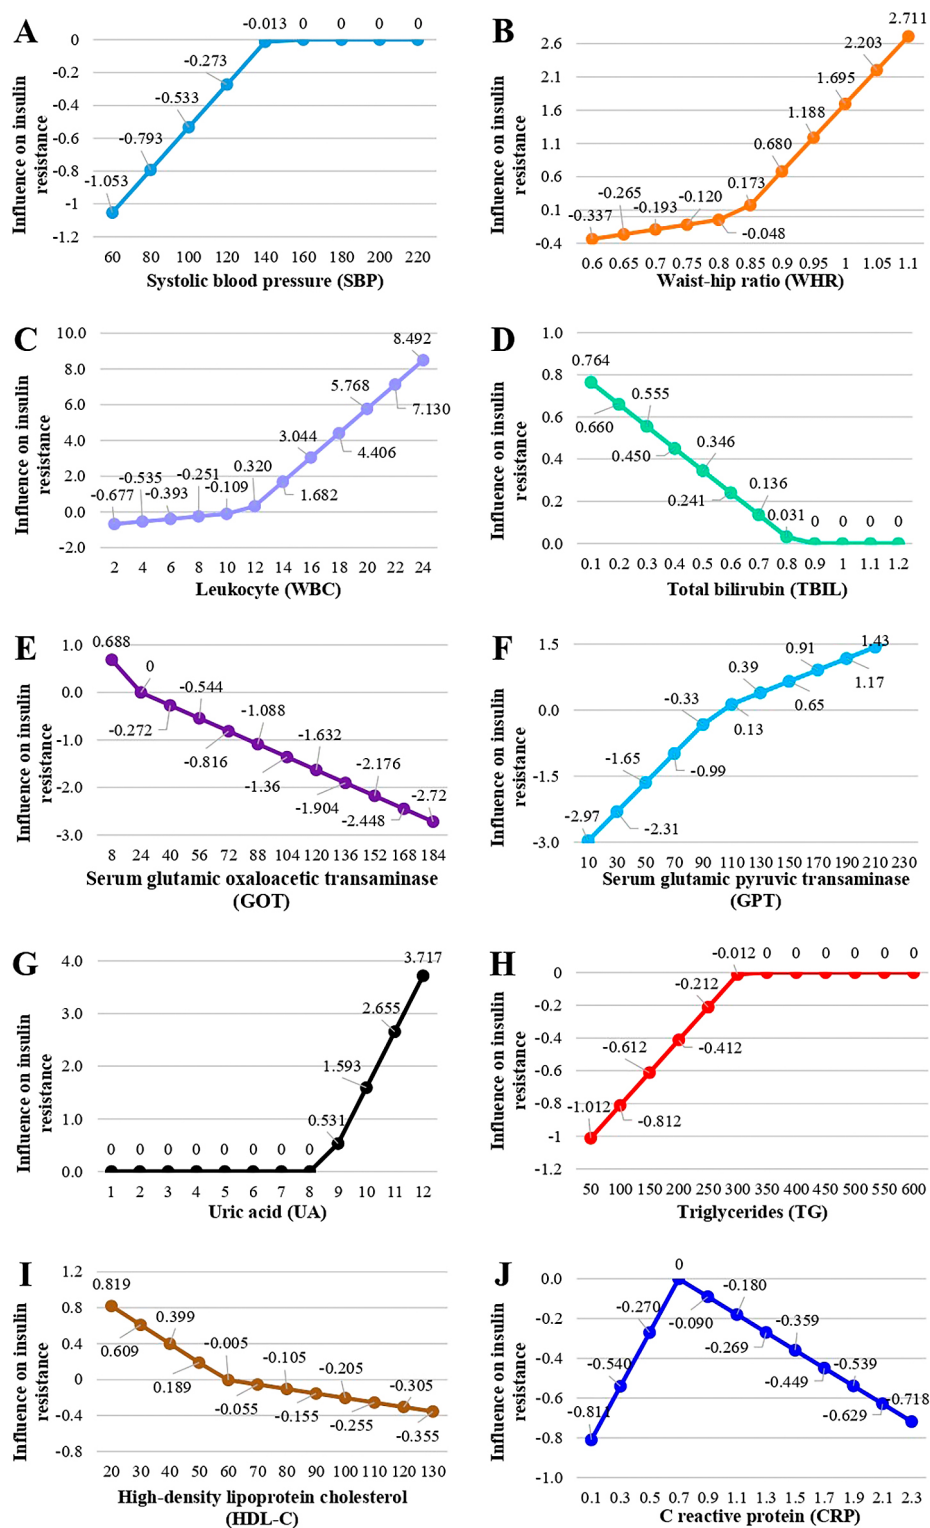 A
Influence on insulin
resistance
-0.013 0 0 0 0
0
-0.2
-0.4
-0.6
-0.8
-1
-1.2
-0.273
-0.533
-0.793
-1.053
60 80 100 120 140 160 180 200 220
Systolic blood pressure (SBP)
B
Influence on insulin
resistance
2.6
2.1
1.6
1.1
0.6
0.1
-0.4
2.711
2.203
1.695
1.188
0.680
0.173
-0.337 -0.265 -0.193 -0.120 -0.048
0.6 0.65 0.7 0.75 0.8 0.85 0.9 0.95 1 1.05 1.1
Waist-hip ratio (WHR)
C
Influence on insulin
resistance
10.0
8.0
6.0
4.0
2.0
0.0
-2.0
-0.677 -0.535 -0.393 -0.251 -0.109 0.320 1.682 3.044 4.406 5.768 7.130 8.492
2 4 6 8 10 12 14 16 18 20 22 24
Leukocyte (WBC)
D
Influence on insulin
resistance
1.0
0.8
0.6
0.4
0.2
0.0
0.764 0.660 0.555 0.450 0.346 0.241 0.136 0.031 0 0 0 0
0.1 0.2 0.3 0.4 0.5 0.6 0.7 0.8 0.9 1 1.1 1.2
Total bilirubin (TBIL)
E
Influence on insulin
resistance
1.0
0.0
-1.0
-2.0
-3.0
0.688 0 -0.272 -0.544 -0.816 -1.088 -1.36 -1.632 -1.904 -2.176 -2.448 -2.72
8 24 40 56 72 88 104 120 136 152 168 184
Serum glutamic oxaloacetic transaminase
(GOT)
F
Influence on insulin
resistance
1.5
0.0
-1.5
-3.0
-2.97 -2.31 -1.65 -0.99 -0.33 0.13 0.39 0.65 0.91 1.17 1.43
10 30 50 70 90 110 130 150 170 190 210 230
Serum glutamic pyruvic transaminase
(GPT)
G
Influence on insulin
resistance
4.0
3.0
2.0
1.0
0.0
0 0 0 0 0 0 0 0 0.531 1.593 2.655 3.717
1 2 3 4 5 6 7 8 9 10 11 12
Uric acid (UA)
H
Influence on insulin
resistance
0
-0.2
-0.4
-0.6
-0.8
-1
-1.2
-1.012 -0.812 -0.612 -0.412 -0.212 -0.012 0 0 0 0 0 0
50 100 150 200 250 300 350 400 450 500 550 600
Triglycerides (TG)
I
Influence on insulin
resistance
1.2
0.8
0.4
0
-0.4
-0.8
0.819 0.609 0.399 0.189 -0.005 -0.055 -0.105 -0.155 -0.205 -0.255 -0.305 -0.355
20 30 40 50 60 70 80 90 100 110 120 130
High-density lipoprotein cholesterol
(HDL-C)
J
Influence on insulin
resistance
0.0
-0.2
-0.4
-0.6
-0.8
-1.0
-0.811 -0.540 -0.270 0 -0.090 -0.180 -0.269 -0.359 -0.449 -0.539 -0.629 -0.718
0.1 0.3 0.5 0.7 0.9 1.1 1.3 1.5 1.7 1.9 2.1 2.3
C reactive protein (CRP)